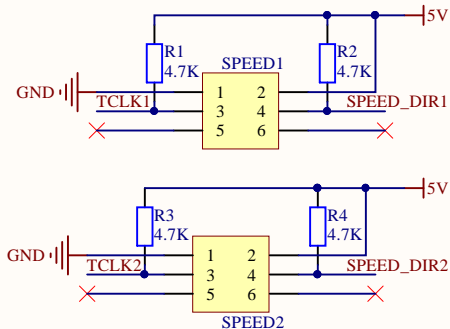 5V
R1
4.7K
SPEED1
R2
4.7K
GND
TCLK1
1 2
3 4
5 6
SPEED_DIR1
5V
R3
4.7K
R4
4.7K
GND
TCLK2
1 2
3 4
5 6
SPEED_DIR2
SPEED2